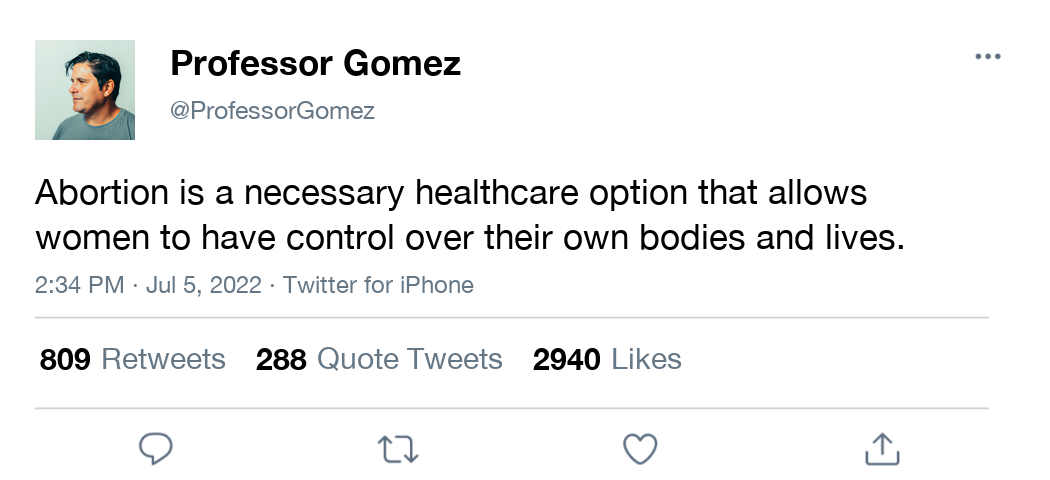 Professor Gomez
@ProfessorGomez
Abortion is a necessary healthcare option that allows
women to have control over their own bodies and lives.
2:34 PM · Jul 5, 2022 · Twitter for iPhone
809 Retweets 288 Quote Tweets 2940 Likes